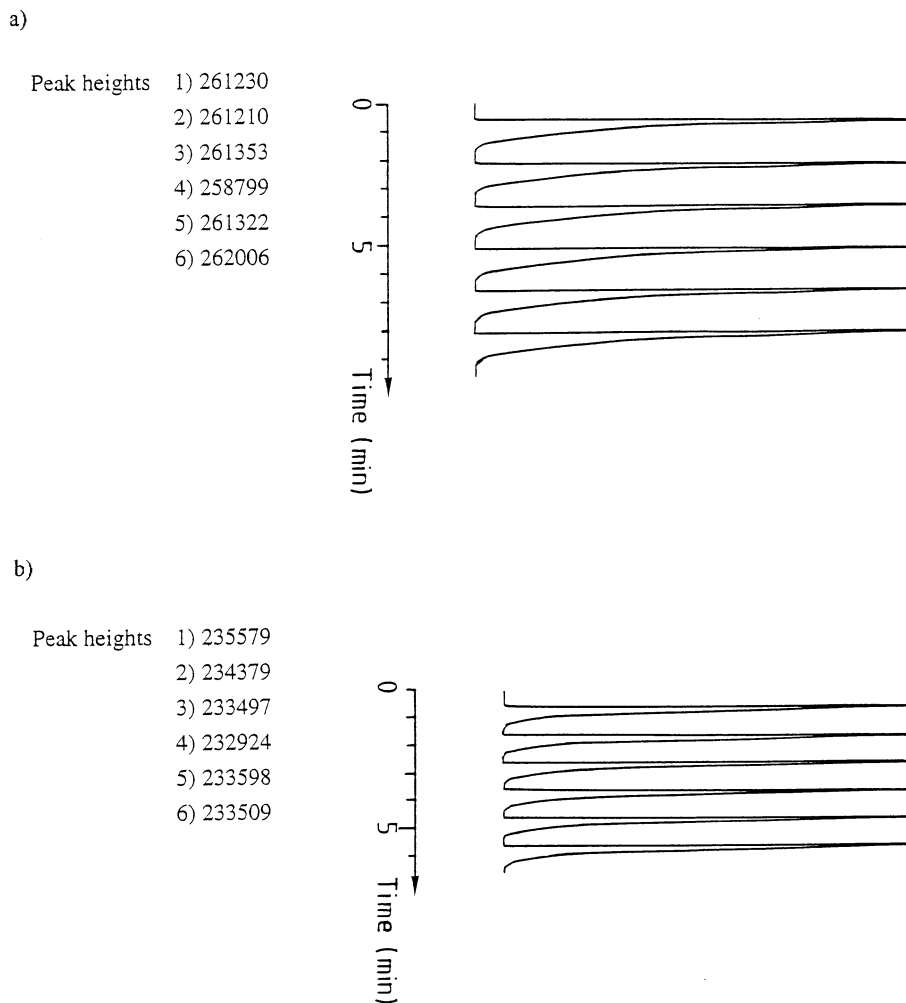 a)
Peak heights 1) 261230
2) 261210
3) 261353
4) 258799
5) 261322
6) 262006
0
5
Time (min)
b)
Peak heights 1) 235579
2) 234379
3) 233497
4) 232924
5) 233598
6) 233509
0
5
Time (min)